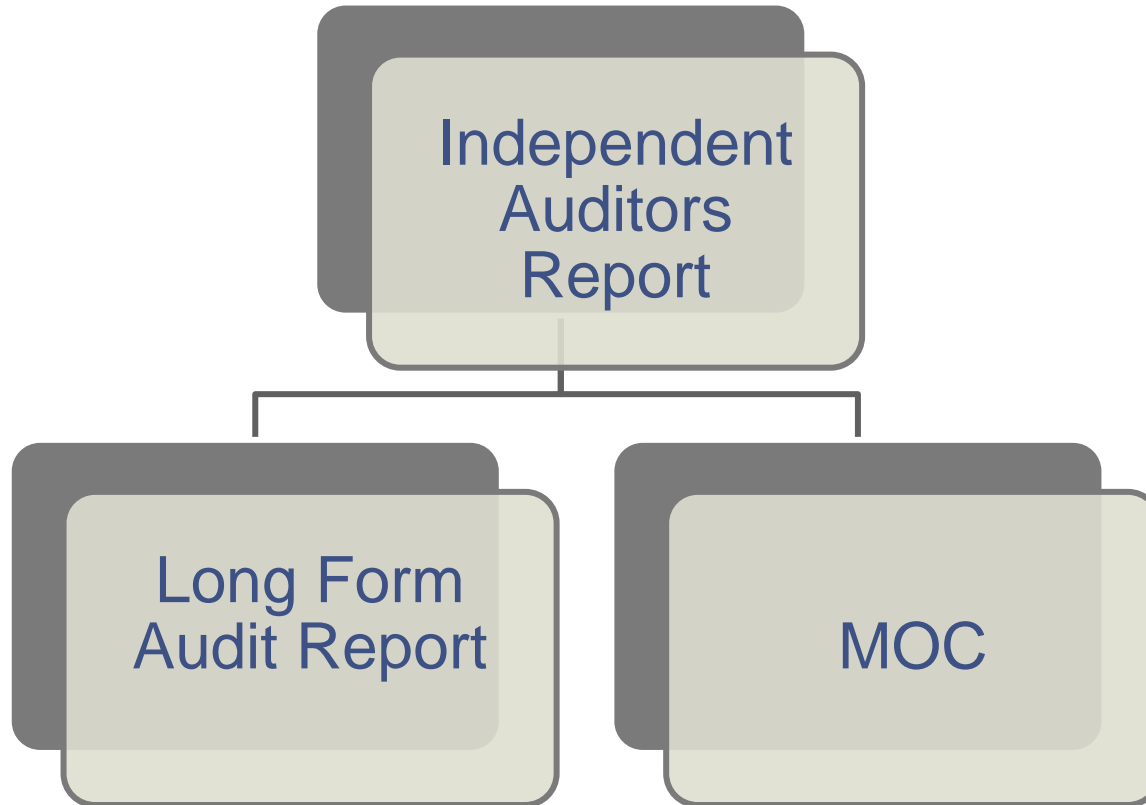 Independent
Auditors
Report
Long Form
Audit Report
MOC